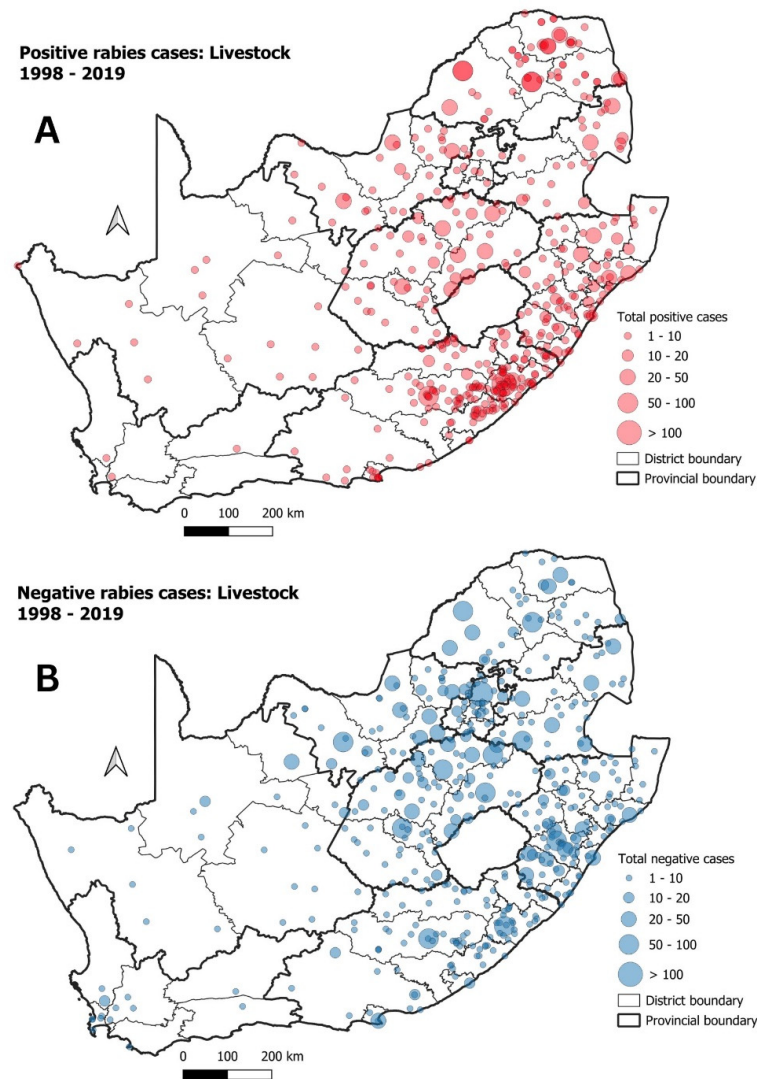 Positive rabies cases: Livestock
1998 - 2019
A
Total positive cases
1 - 10
10 - 20
20 - 50
50 - 100
> 100
District boundary
Provincial boundary
0 100 200 km
Negative rabies cases: Livestock
1998 - 2019
B
Total negative cases
1 - 10
10 - 20
20 - 50
50 - 100
> 100
District boundary
Provincial boundary
0 100 200 km